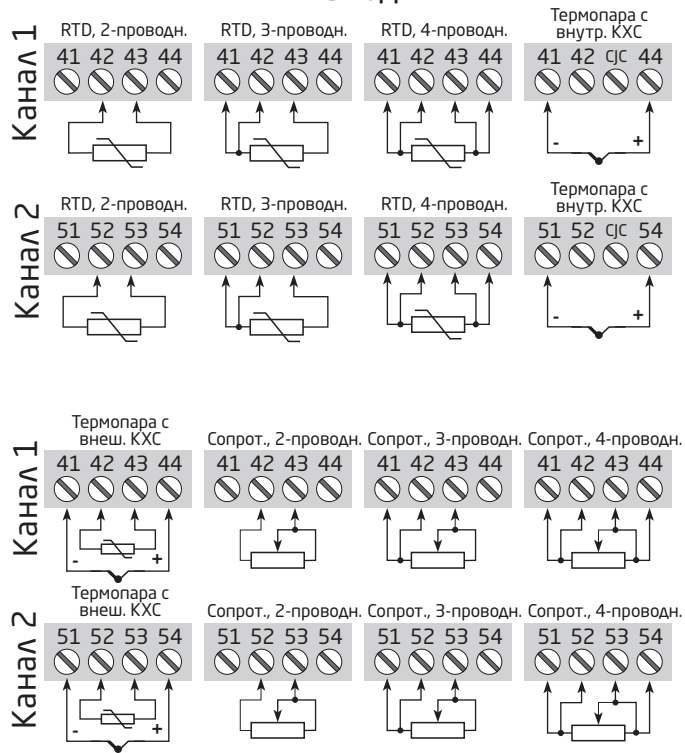 Канал 1
RTD, 2-проводн. RTD, 3-проводн. RTD, 4-проводн. Термопара с
внутр. КХС
41 42 43 44 41 42 43 44 41 42 43 44 41 42 CJC 44
- +
Канал 2
RTD, 2-проводн. RTD, 3-проводн. RTD, 4-проводн. Термопара с
внутр. КХС
51 52 53 54 51 52 53 54 51 52 53 54 51 52 CJC 54
- +
Канал 1
Термопара с
внеш. КХС Сопрот., 2-проводн. Сопрот., 3-проводн. Сопрот., 4-проводн.
41 42 43 44 41 42 43 44 41 42 43 44 41 42 43 44
- +
Канал 2
Термопара с
внеш. КХС Сопрот., 2-проводн. Сопрот., 3-проводн. Сопрот., 4-проводн.
51 52 53 54 51 52 53 54 51 52 53 54 51 52 53 54
- +